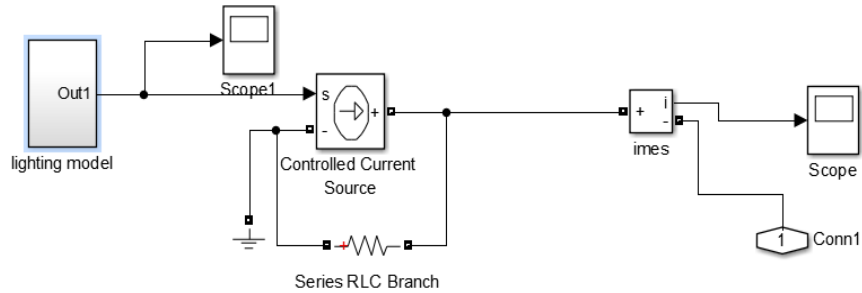 Out1
lighting model
Scope1
s
-
+
Controlled Current
Source
+
Series RLC Branch
+
i
-
imes
Scope
1
Conn1